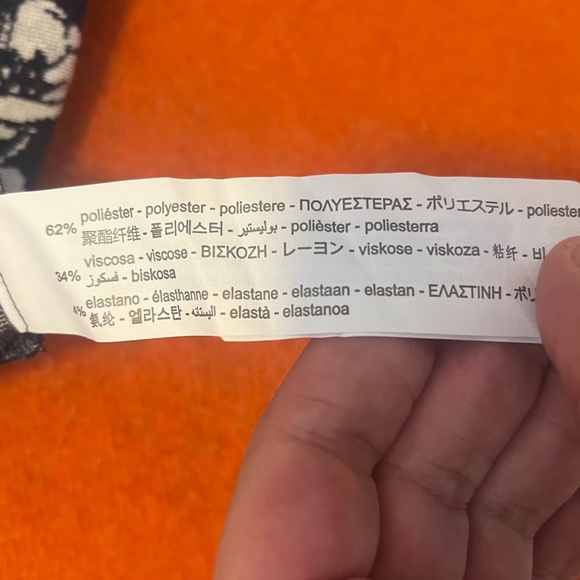 62% poliéster - polyester - poliestere - ΠΟΛΥΕΣΤΕΡΑΣ - ポリエステル - poliester
聚酯纤维 - 폴리에스터 - بوليستير - polièster - poliesterra
34% viscosa - viscose - ΒΙΣΚΟΖΗ - レーヨン - viskose - viskoza - 粘纤 -
فسكوز - biskosa
4% elastano - élasthanne - elastane - elastaan - elastan - ΕΛΑΣΤΙΝΗ -
氨纶 - 엘라스탄 - البستانه - elastà - elastanoa